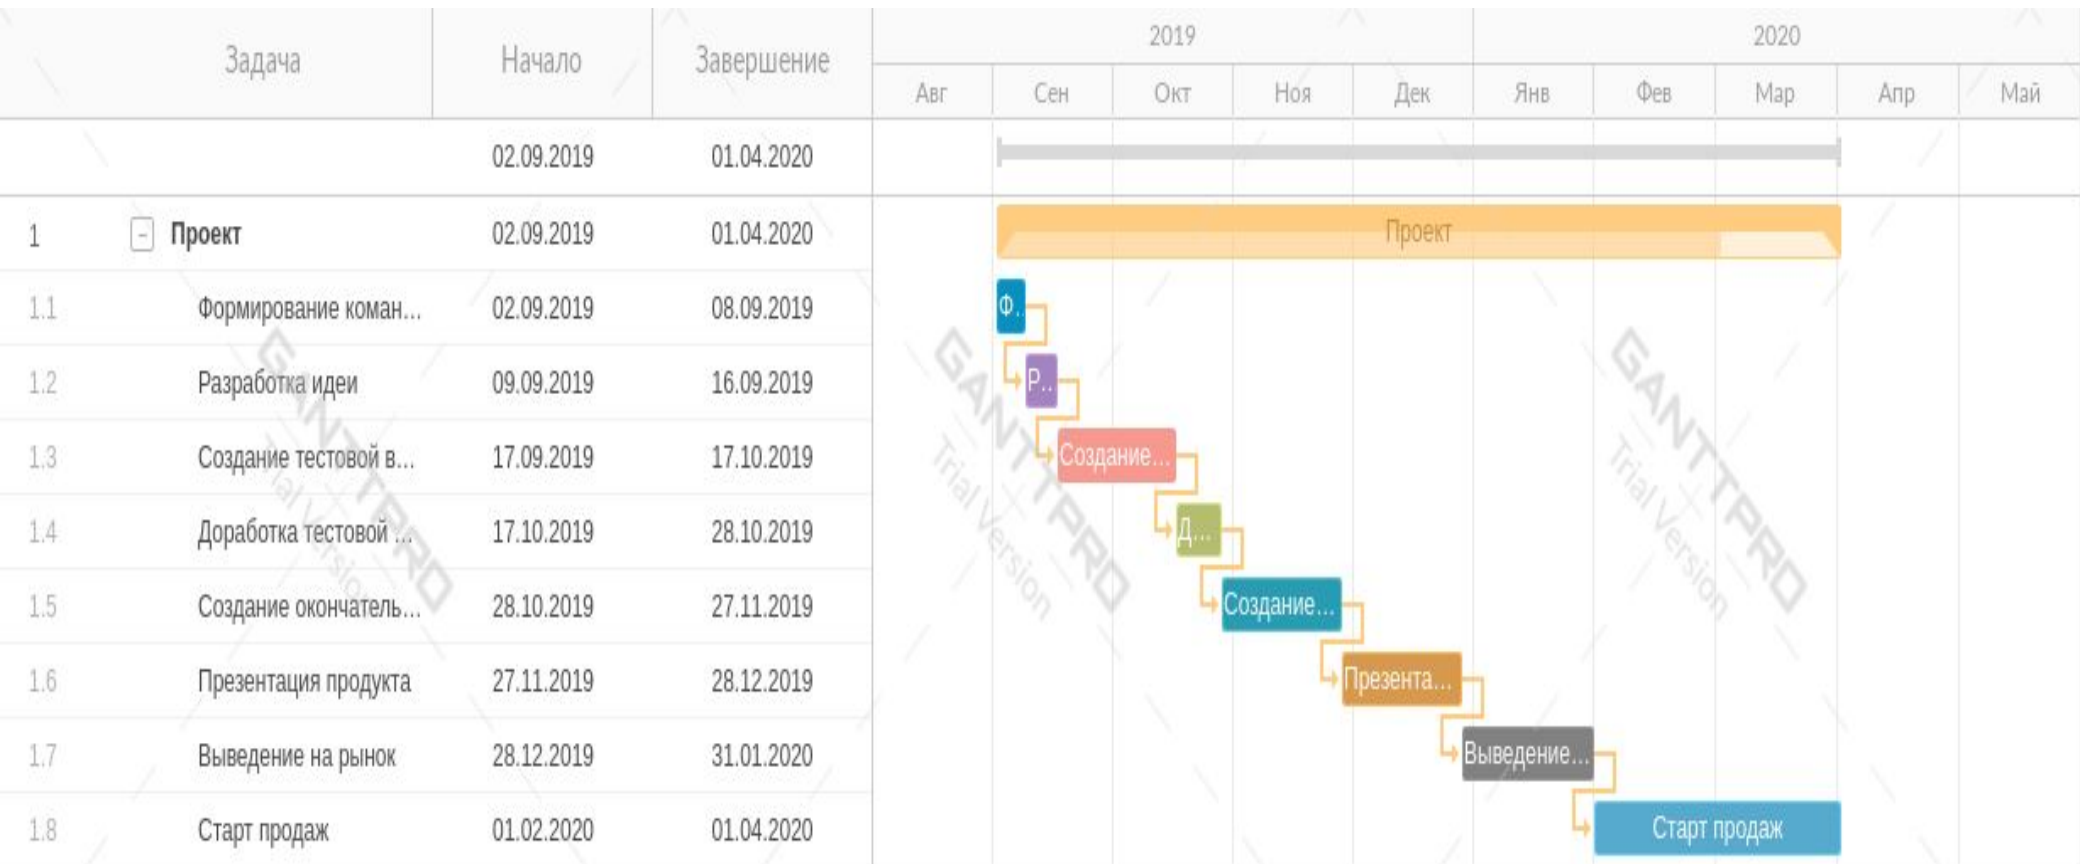 Задача Начало Завершение 2019 2020
Авг Сен Окт Ноя Дек Янв Фев Мар Апр Май
02.09.2019 01.04.2020
1 Проект 02.09.2019 01.04.2020 Проект
1.1 Формирование коман... 02.09.2019 08.09.2019 Ф..
1.2 Разработка идеи 09.09.2019 16.09.2019 Р..
1.3 Создание тестовой в... 17.09.2019 17.10.2019 Создание...
1.4 Доработка тестовой ... 17.10.2019 28.10.2019 Д...
1.5 Создание окончатель... 28.10.2019 27.11.2019 Создание...
1.6 Презентация продукта 27.11.2019 28.12.2019 Презента...
1.7 Выведение на рынок 28.12.2019 31.01.2020 Выведение...
1.8 Старт продаж 01.02.2020 01.04.2020 Старт продаж
GANTTPRO
Trial Version
GANTTPRO
Trial Version
GANTTPRO
Trial Version